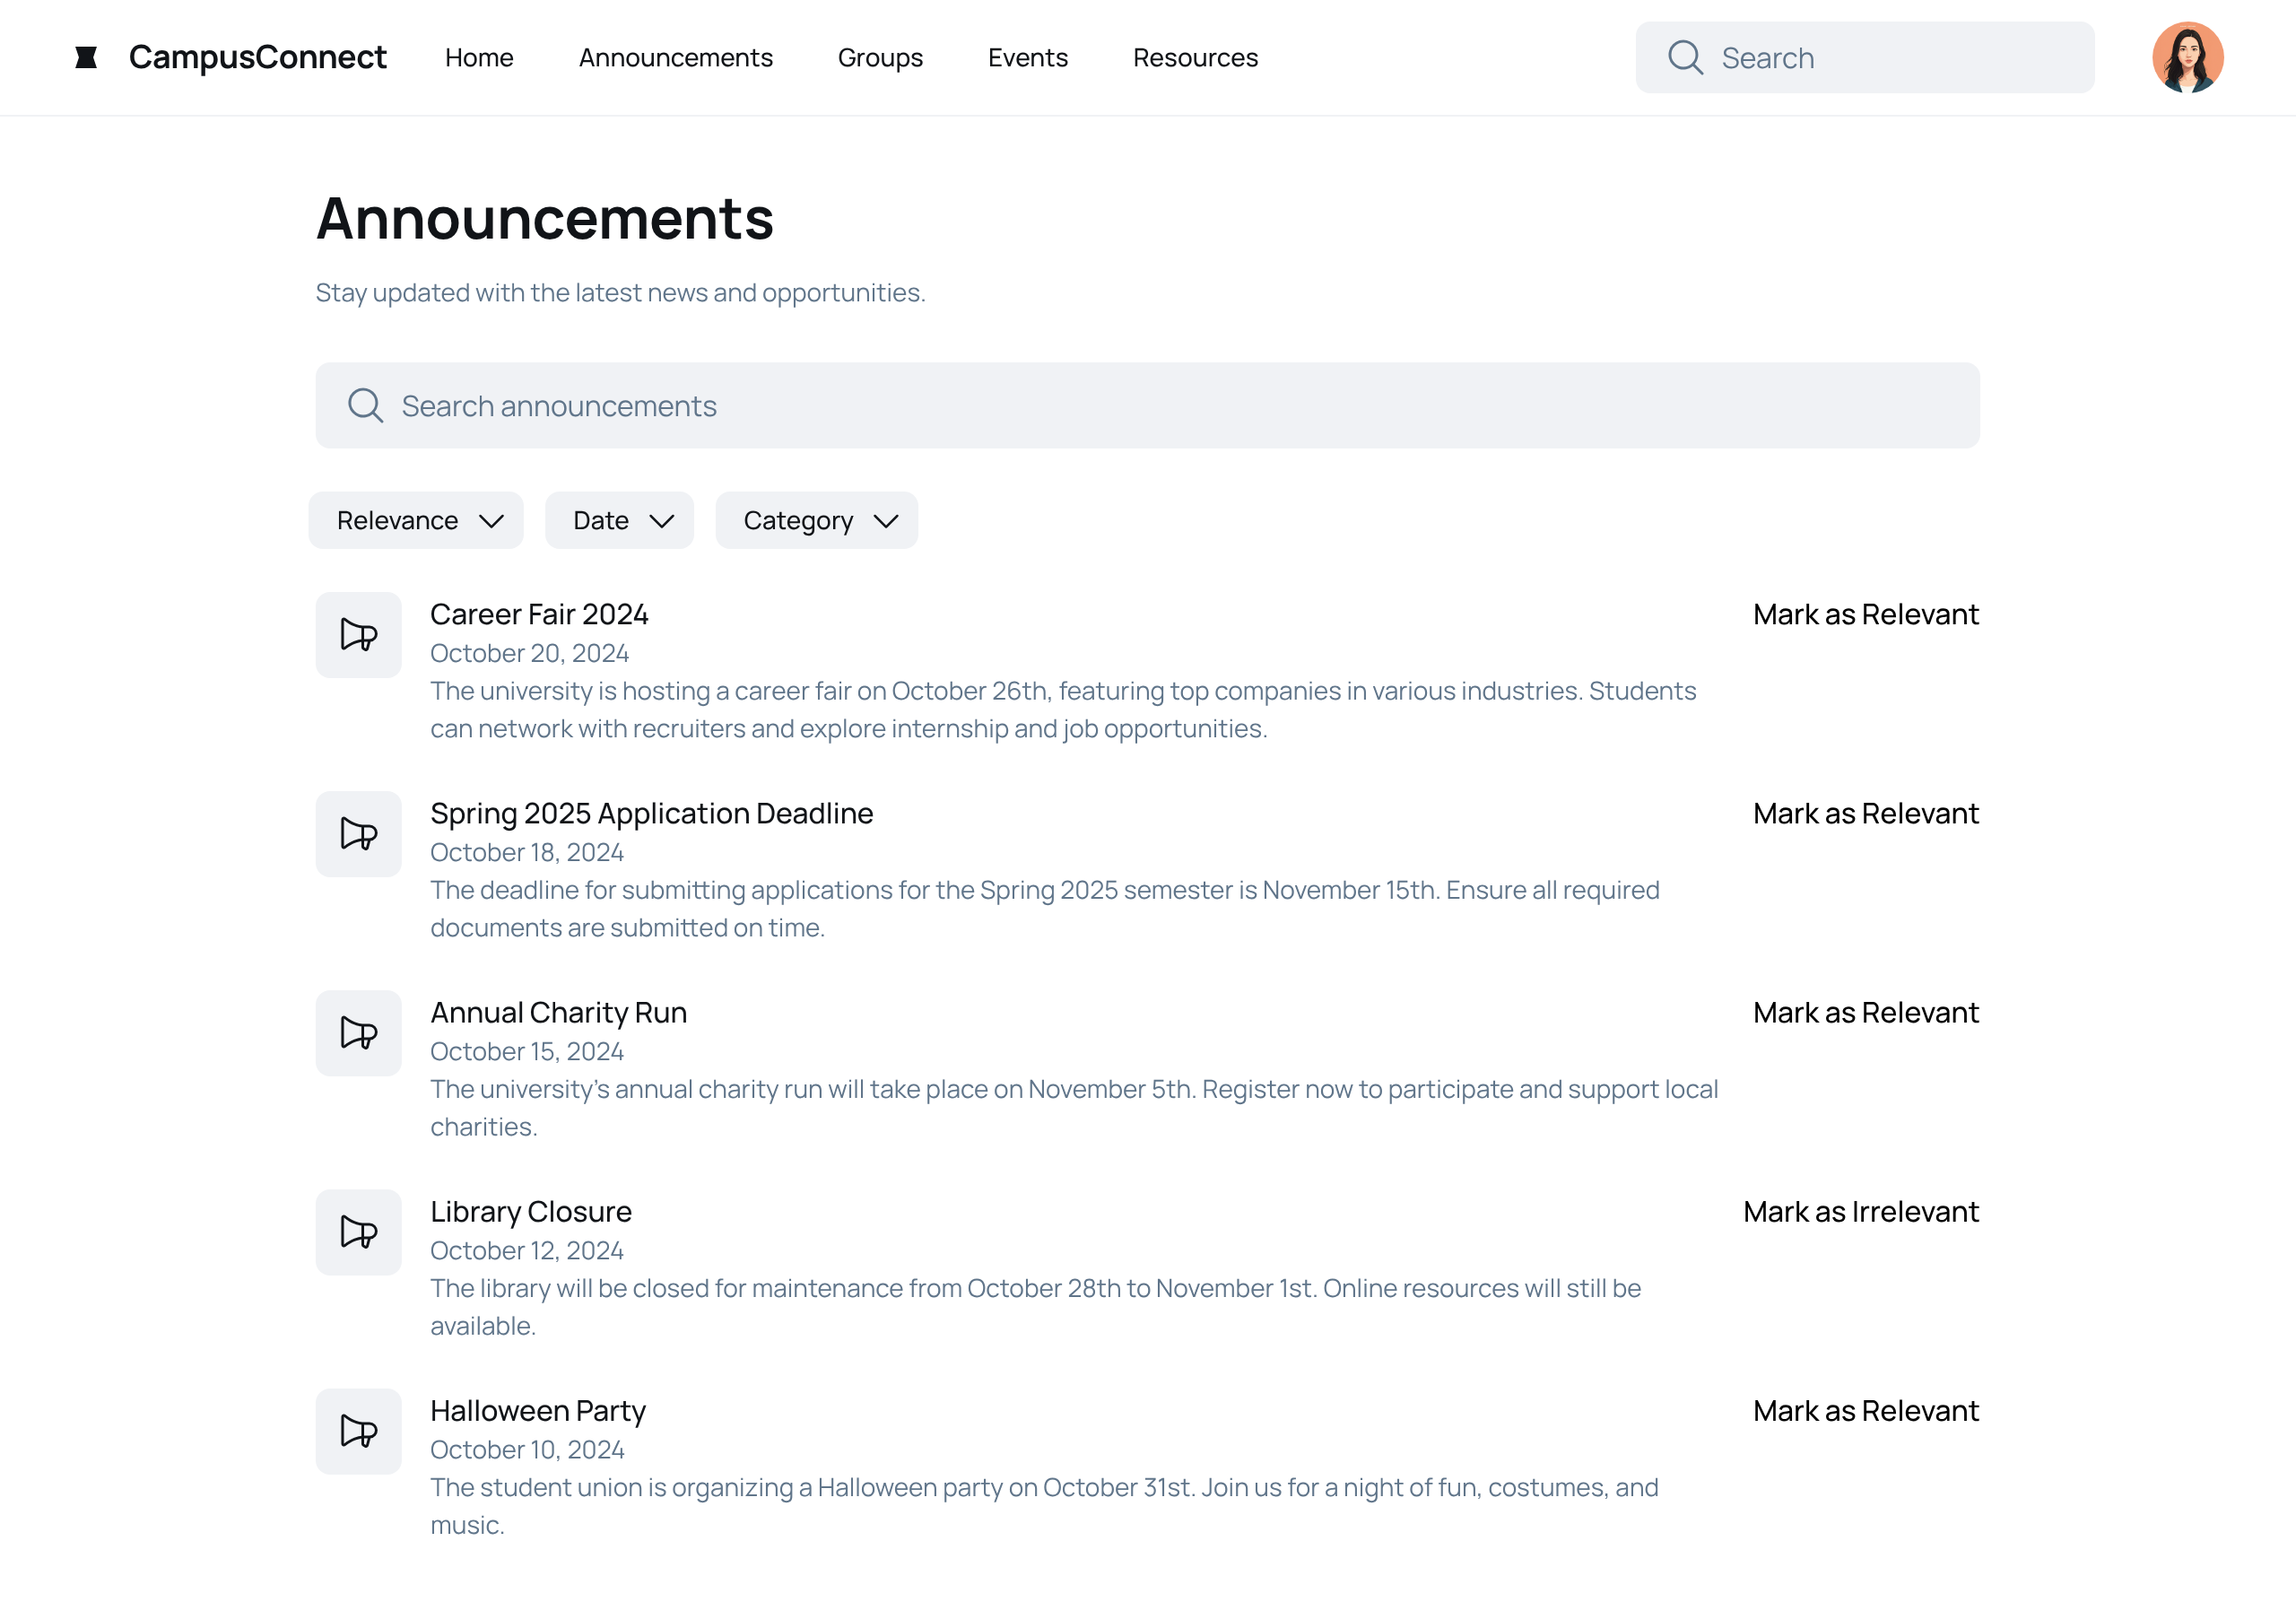 CampusConnect
Home
Announcements
Groups
Events
Resources
Search
Announcements
Stay updated with the latest news and opportunities.
Search announcements
Relevance
Date
Category
Career Fair 2024
Mark as Relevant
October 20, 2024
The university is hosting a career fair on October 26th, featuring top companies in various industries. Students
can network with recruiters and explore internship and job opportunities.
Spring 2025 Application Deadline
Mark as Relevant
October 18, 2024
The deadline for submitting applications for the Spring 2025 semester is November 15th. Ensure all required
documents are submitted on time.
Annual Charity Run
Mark as Relevant
October 15, 2024
The university's annual charity run will take place on November 5th. Register now to participate and support local
charities.
Library Closure
Mark as Irrelevant
October 12, 2024
The library will be closed for maintenance from October 28th to November 1st. Online resources will still be
available.
Halloween Party
Mark as Relevant
October 10, 2024
The student union is organizing a Halloween party on October 31st. Join us for a night of fun, costumes, and
music.